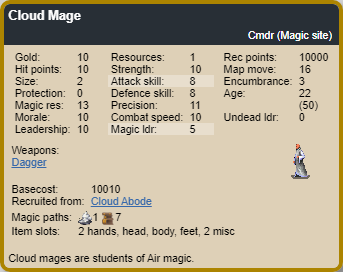 Cloud Mage
Cmdr (Magic site)
Gold: 10 Resources: 1 Rec points: 10000
Hit points: 10 Strength: 10 Map move: 16
Size: 2 Attack skill: 8 Encumbrance: 3
Protection: 0 Defence skill: 8 Age: 22
Magic res: 13 Precision: 11 (50)
Morale: 10 Combat speed: 10 Undead ldr: 0
Leadership: 10 Magic ldr: 5
Weapons:
Dagger
Basecost: 10010
Recruited from: Cloud Abode
Magic paths: 1 7
Item slots: 2 hands, head, body, feet, 2 misc
Cloud mages are students of Air magic.